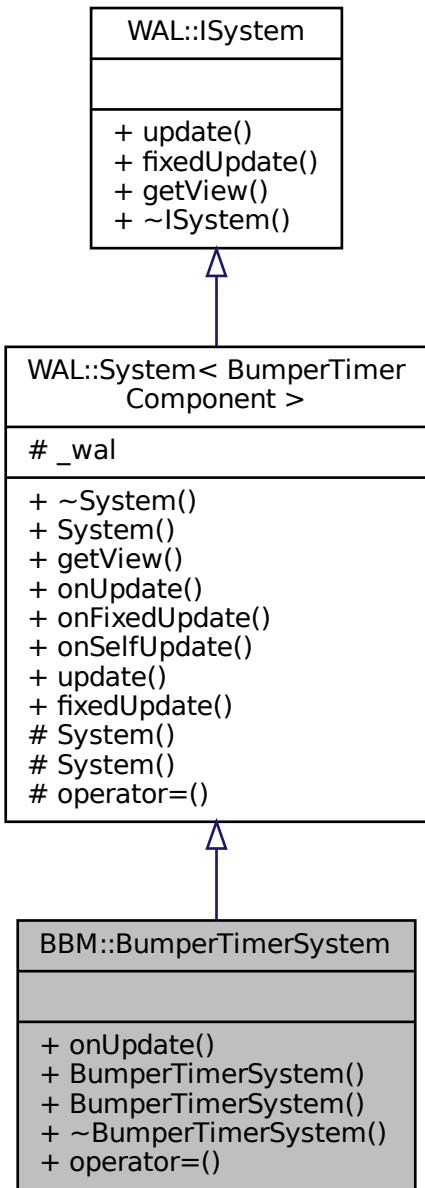 WAL::ISystem
+ update()
+ fixedUpdate()
+ getView()
+ ~ISystem()
WAL::System< BumperTimer
Component >
# _wal
+ ~System()
+ System()
+ getView()
+ onUpdate()
+ onFixedUpdate()
+ onSelfUpdate()
+ update()
+ fixedUpdate()
# System()
# System()
# operator=()
BBM::BumperTimerSystem
+ onUpdate()
+ BumperTimerSystem()
+ BumperTimerSystem()
+ ~BumperTimerSystem()
+ operator=()